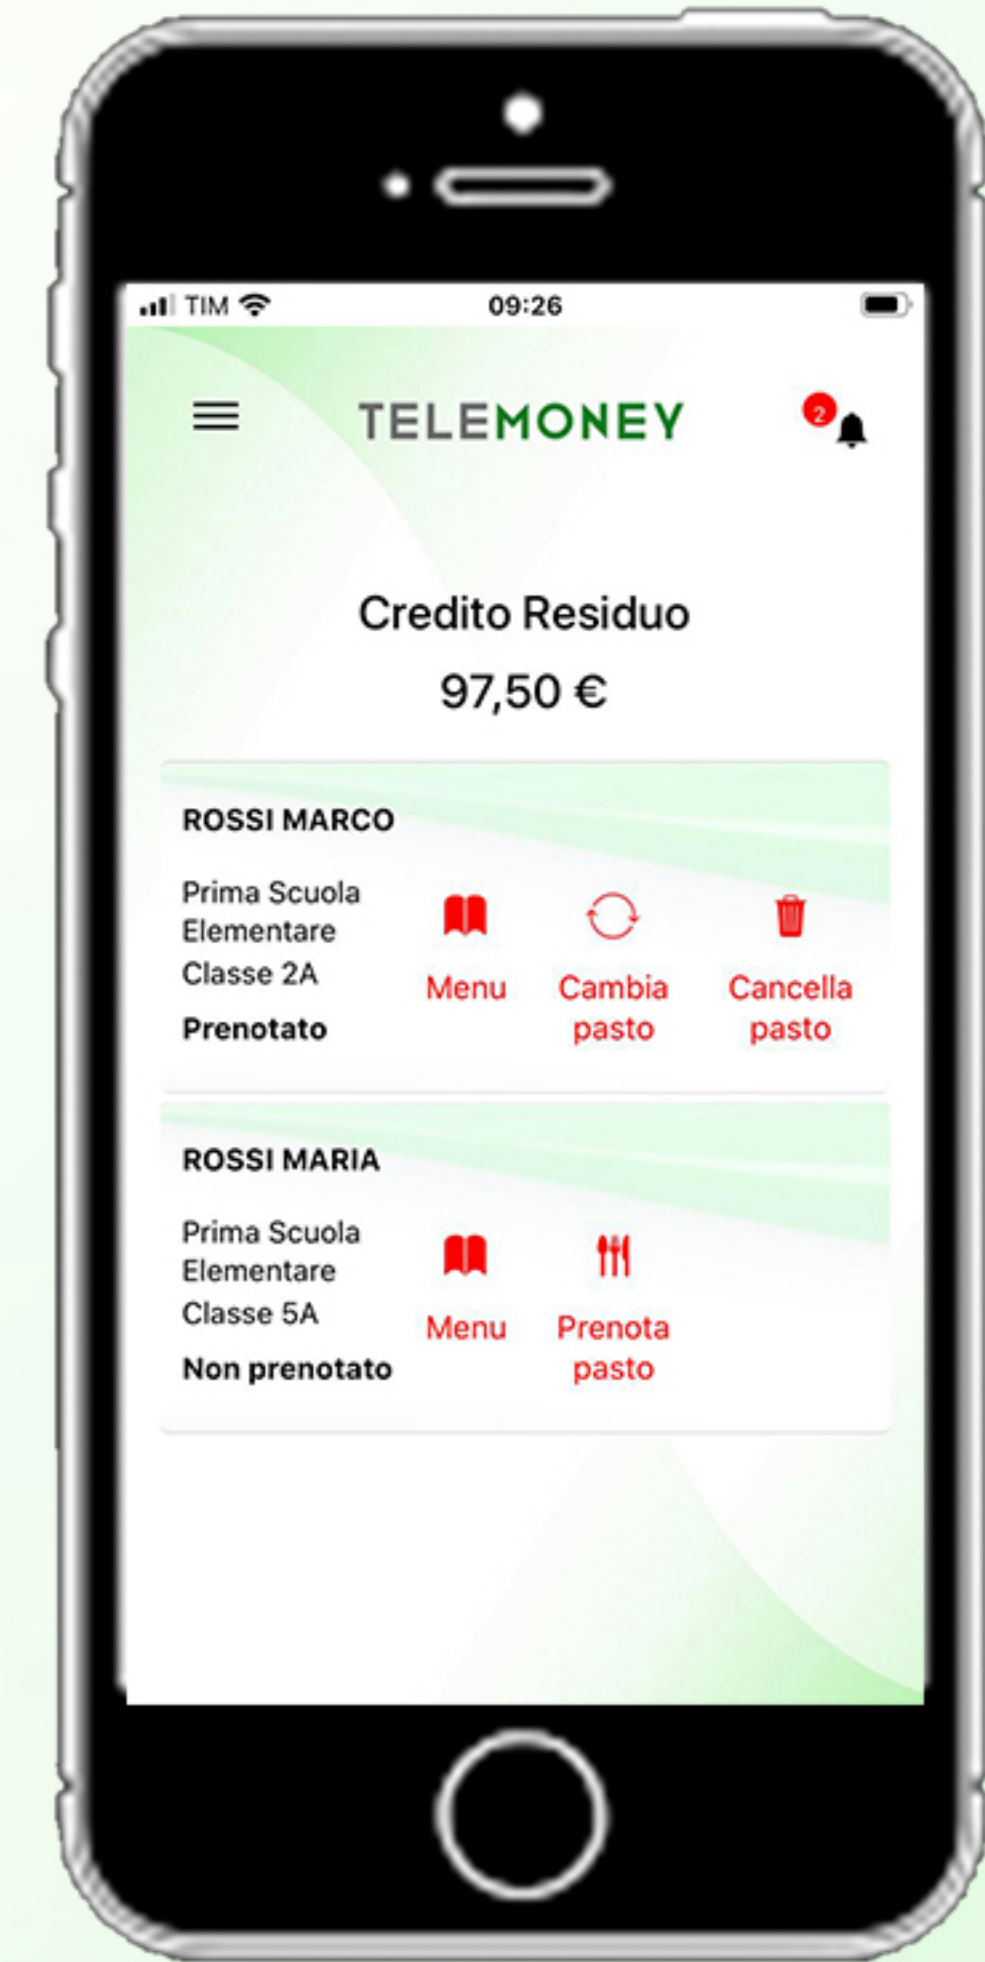 TIM 09:26
TELEMONEY 2
Credito Residuo
97,50 €
ROSSI MARCO
Prima Scuola
Elementare
Classe 2A
Prenotato
Menu
Cambia
pasto
Cancella
pasto
ROSSI MARIA
Prima Scuola
Elementare
Classe 5A
Non prenotato
Menu
Prenota
pasto